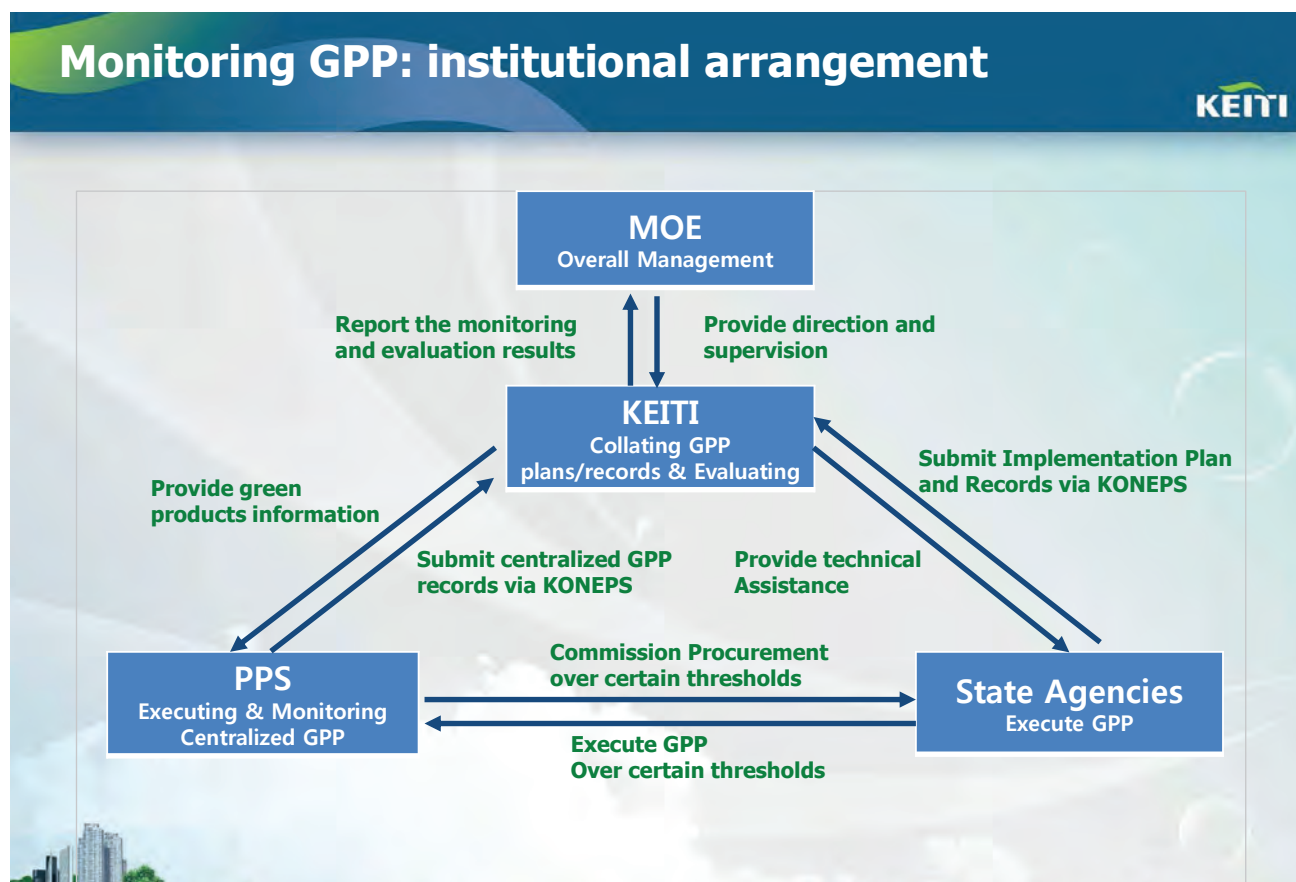 Monitoring GPP: institutional arrangement
KEITI
MOE
Overall Management
Report the monitoring
and evaluation results
Provide direction and
supervision
KEITI
Collating GPP
plans/records & Evaluating
Submit Implementation Plan
and Records via KONEPS
Provide green
products information
Submit centralized GPP
records via KONEPS
Provide technical
Assistance
Commission Procurement
over certain thresholds
PPS
Executing & Monitoring
Centralized GPP
State Agencies
Execute GPP
Execute GPP
Over certain thresholds